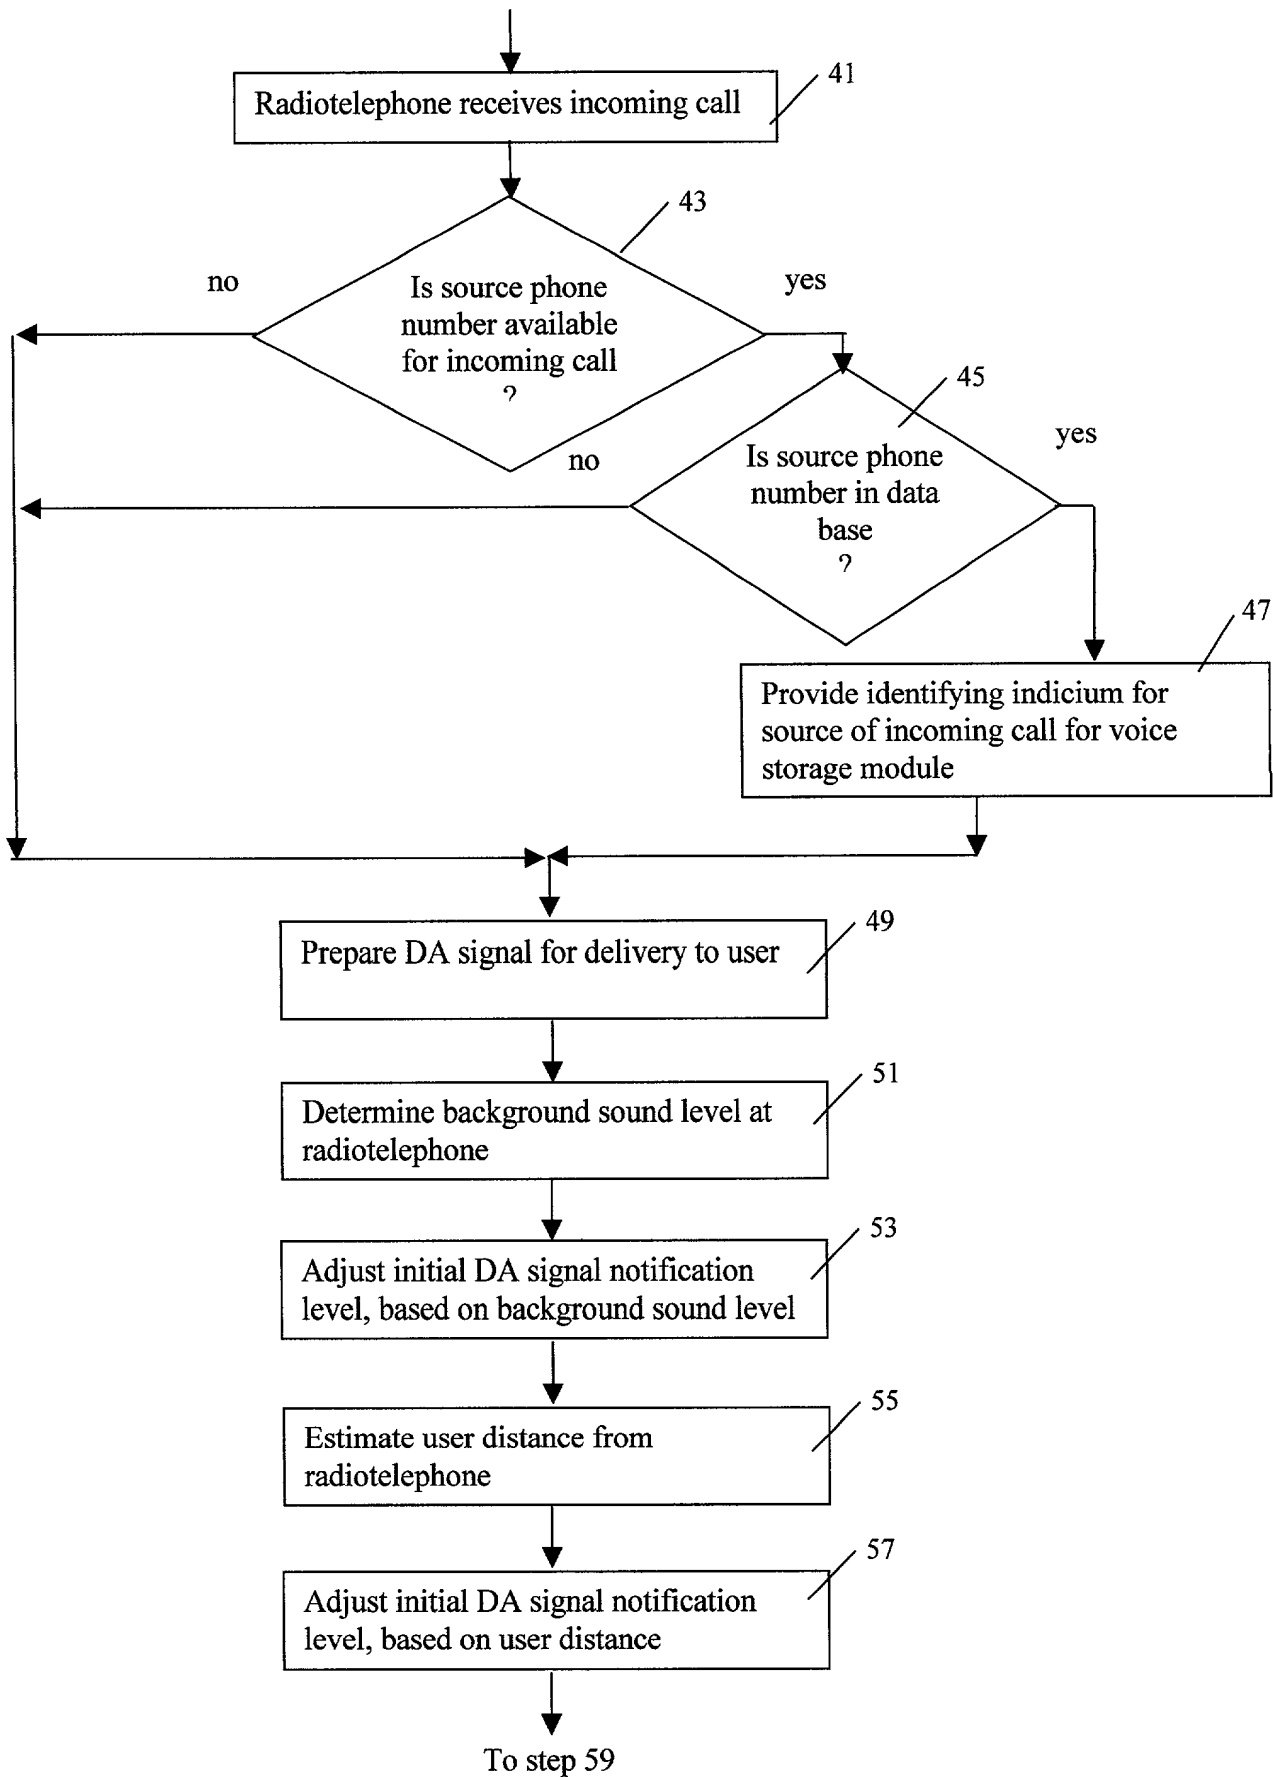 41
Radiotelephone receives incoming call
43
no
yes
Is source phone
number available
for incoming call
?
45
no
yes
Is source phone
number in data
base
?
47
Provide identifying indicium for
source of incoming call for voice
storage module
49
Prepare DA signal for delivery to user
51
Determine background sound level at
radiotelephone
53
Adjust initial DA signal notification
level, based on background sound level
55
Estimate user distance from
radiotelephone
57
Adjust initial DA signal notification
level, based on user distance
To step 59